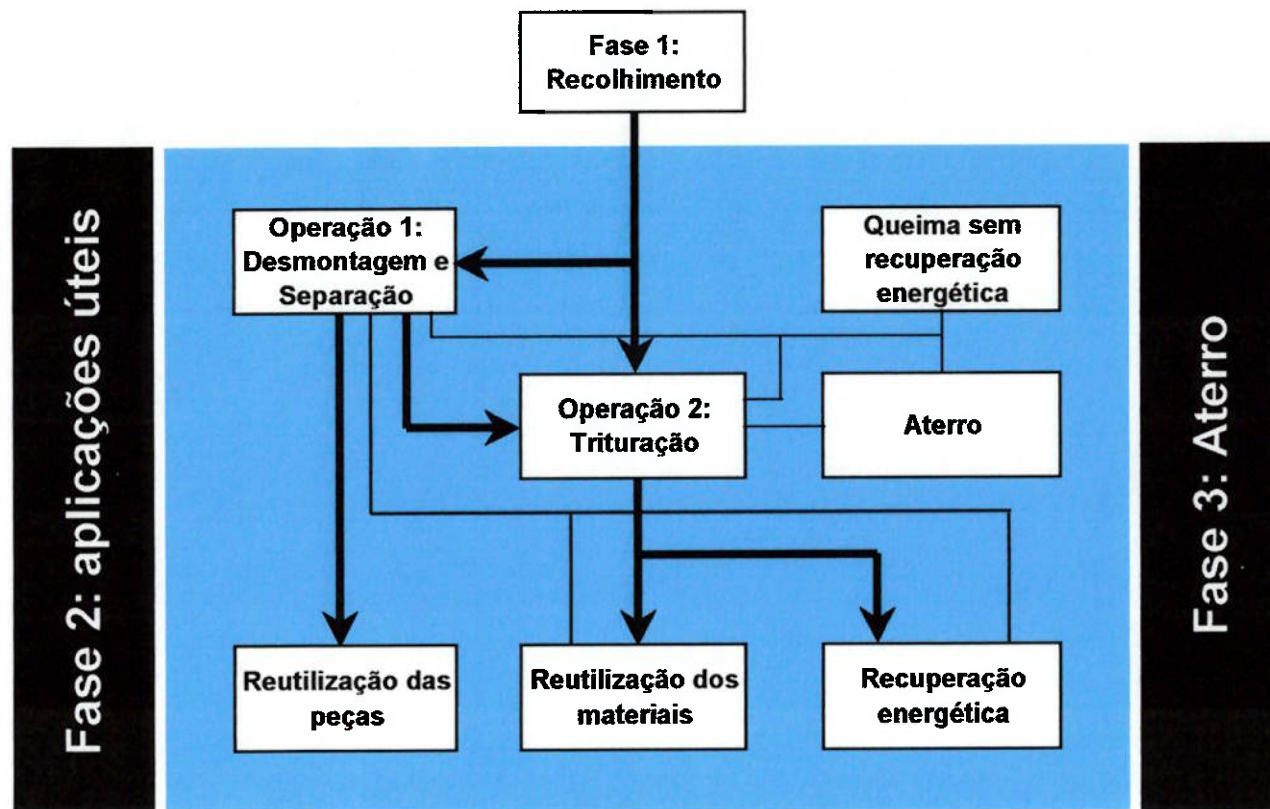 Fase 1:
Recolhimento
Fase 2: aplicações úteis
Operação 1:
Desmontagem e
Separação
Queima sem
recuperação
energética
Operação 2:
Trituração
Aterro
Reutilização das
peças
Reutilização dos
materiais
Recuperação
energética
Fase 3: Aterro